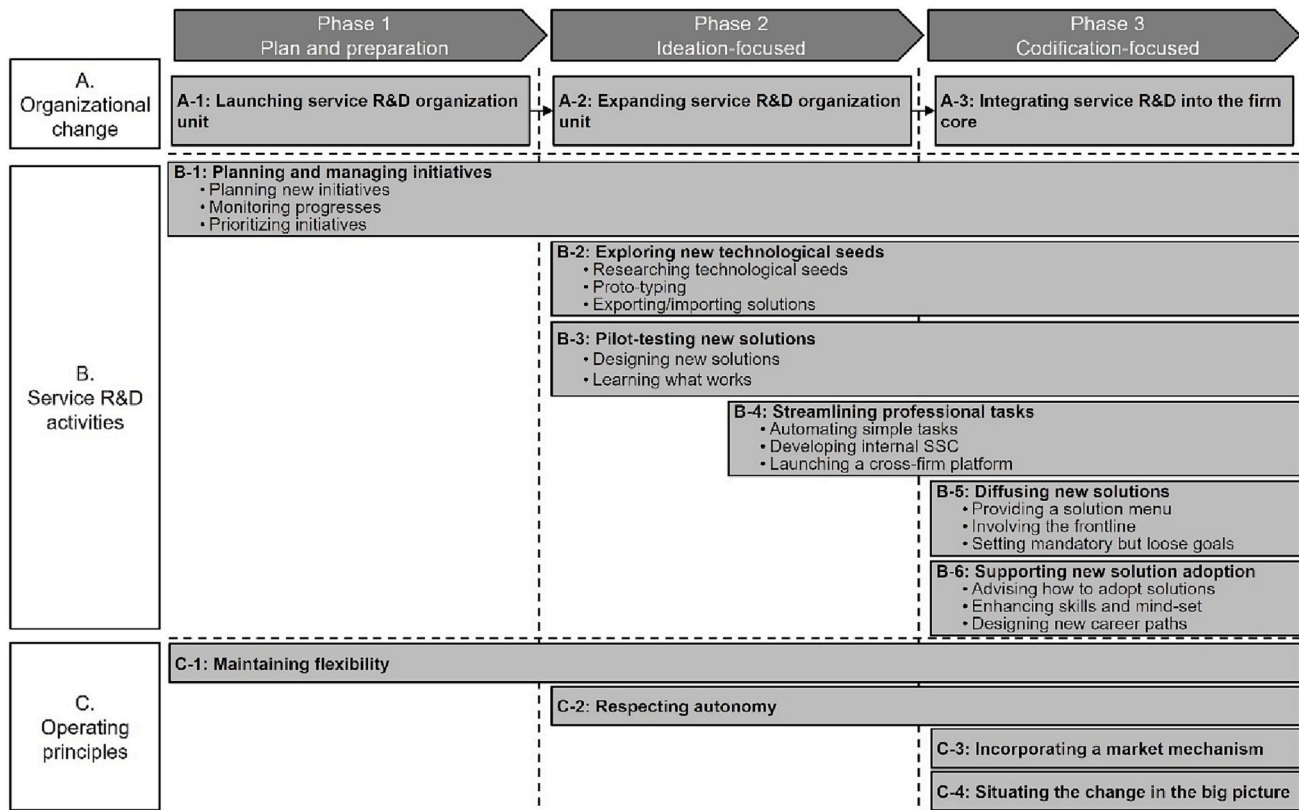 Phase 1
Plan and preparation
Phase 2
Ideation-focused
Phase 3
Codification-focused
A.
Organizational
change
A-1: Launching service R&D organization
unit
A-2: Expanding service R&D organization
unit
A-3: Integrating service R&D into the firm
core
B.
Service R&D
activities
B-1: Planning and managing initiatives
• Planning new initiatives
• Monitoring progresses
• Prioritizing initiatives
B-2: Exploring new technological seeds
• Researching technological seeds
• Proto-typing
• Exporting/importing solutions
B-3: Pilot-testing new solutions
• Designing new solutions
• Learning what works
B-4: Streamlining professional tasks
• Automating simple tasks
• Developing internal SSC
• Launching a cross-firm platform
B-5: Diffusing new solutions
• Providing a solution menu
• Involving the frontline
• Setting mandatory but loose goals
B-6: Supporting new solution adoption
• Advising how to adopt solutions
• Enhancing skills and mind-set
• Designing new career paths
C.
Operating
principles
C-1: Maintaining flexibility
C-2: Respecting autonomy
C-3: Incorporating a market mechanism
C-4: Situating the change in the big picture